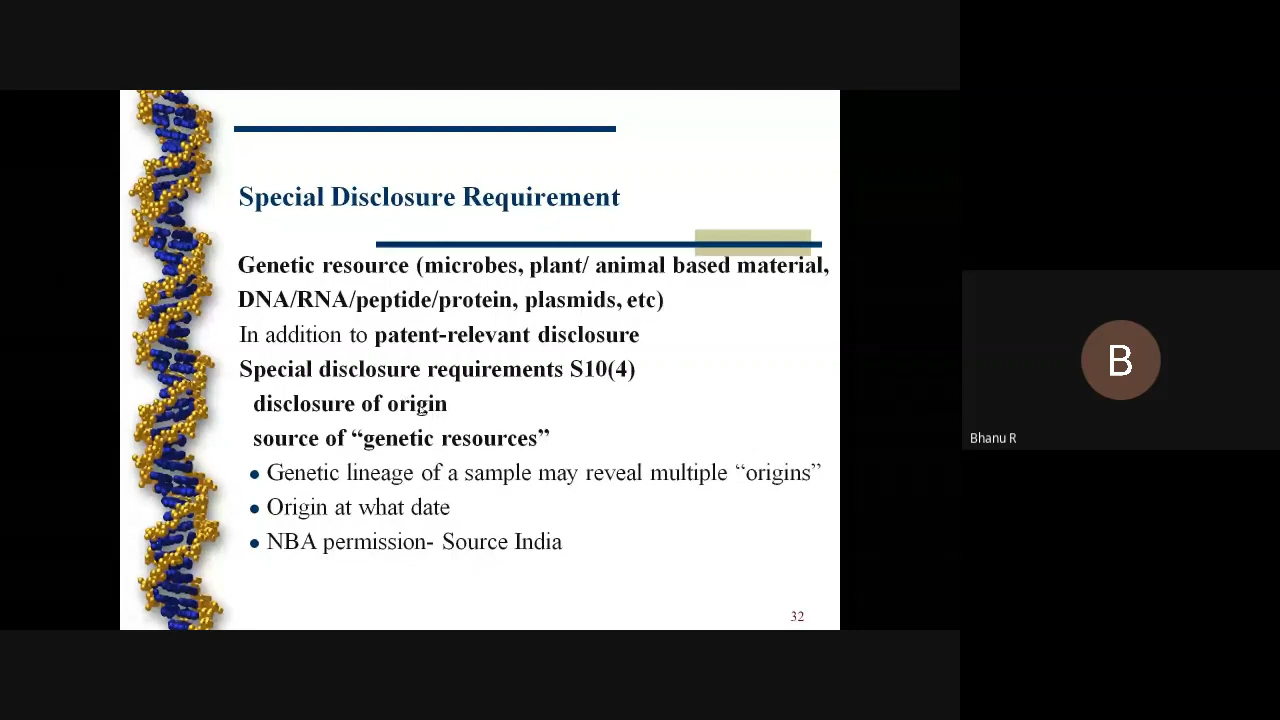 Special Disclosure Requirement
Genetic resource (microbes, plant/ animal based material,
DNA/RNA/peptide/protein, plasmids, etc)
In addition to patent-relevant disclosure
Special disclosure requirements S10(4)
disclosure of origin
source of “genetic resources”
• Genetic lineage of a sample may reveal multiple “origins”
• Origin at what date
• NBA permission- Source India
32
B
Bhanu R